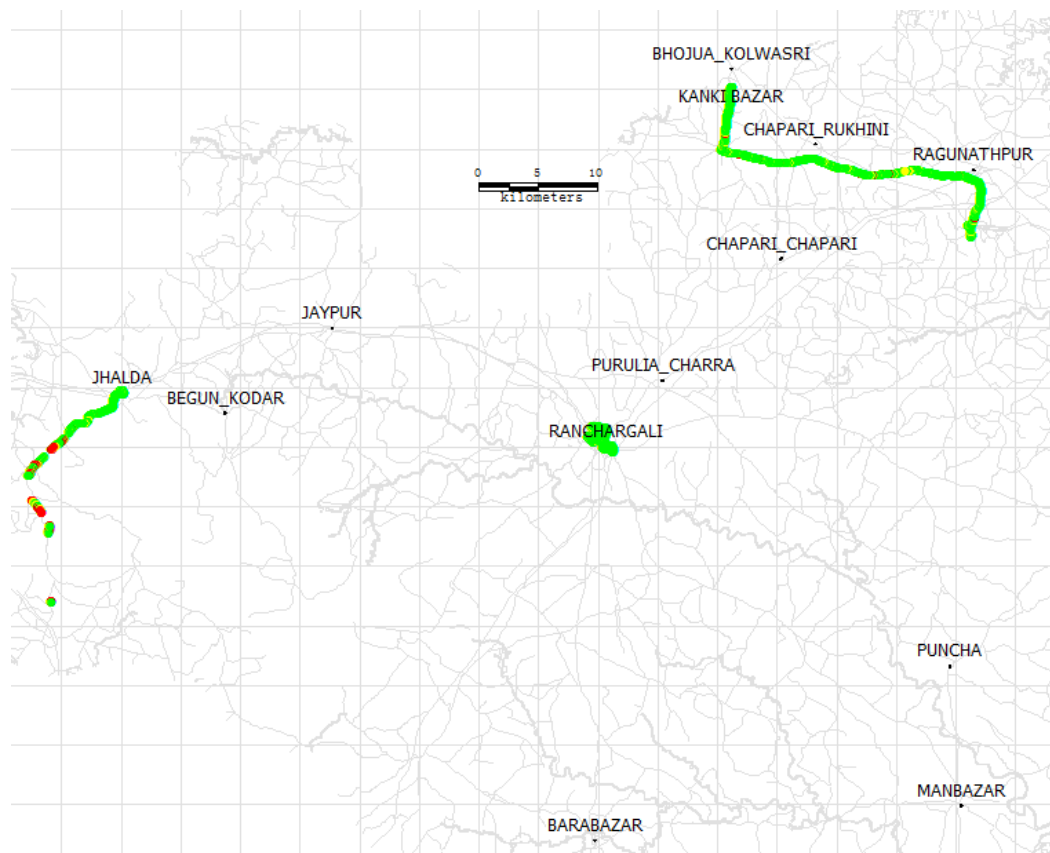 BHOJUA_KOLWASRI
KANKI BAZAR
CHAPARI_RUKHINI
RAGUNATHPUR
0 5 10
kilometers
CHAPARI_CHAPARI
JAYPUR
PURULIA_CHARRA
JHALDA
BEGUN_KODAR
RANCHARGALI
PUNCHA
MANBAZAR
BARABAZAR